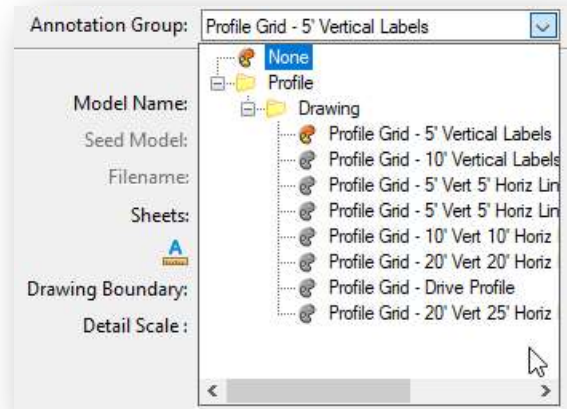 Annotation Group: Profile Grid - 5' Vertical Labels
None
Profile
Model Name: Drawing
Seed Model: Profile Grid - 5' Vertical Labels
Profile Grid - 10' Vertical Labels
Filename: Profile Grid - 5' Vert 5' Horiz Lin
Sheets: Profile Grid - 5' Vert 5' Horiz Lin
A Profile Grid - 10' Vert 10' Horiz
Profile Grid - 20' Vert 20' Horiz
Drawing Boundary: Profile Grid - Drive Profile
Detail Scale : Profile Grid - 20' Vert 25' Horiz